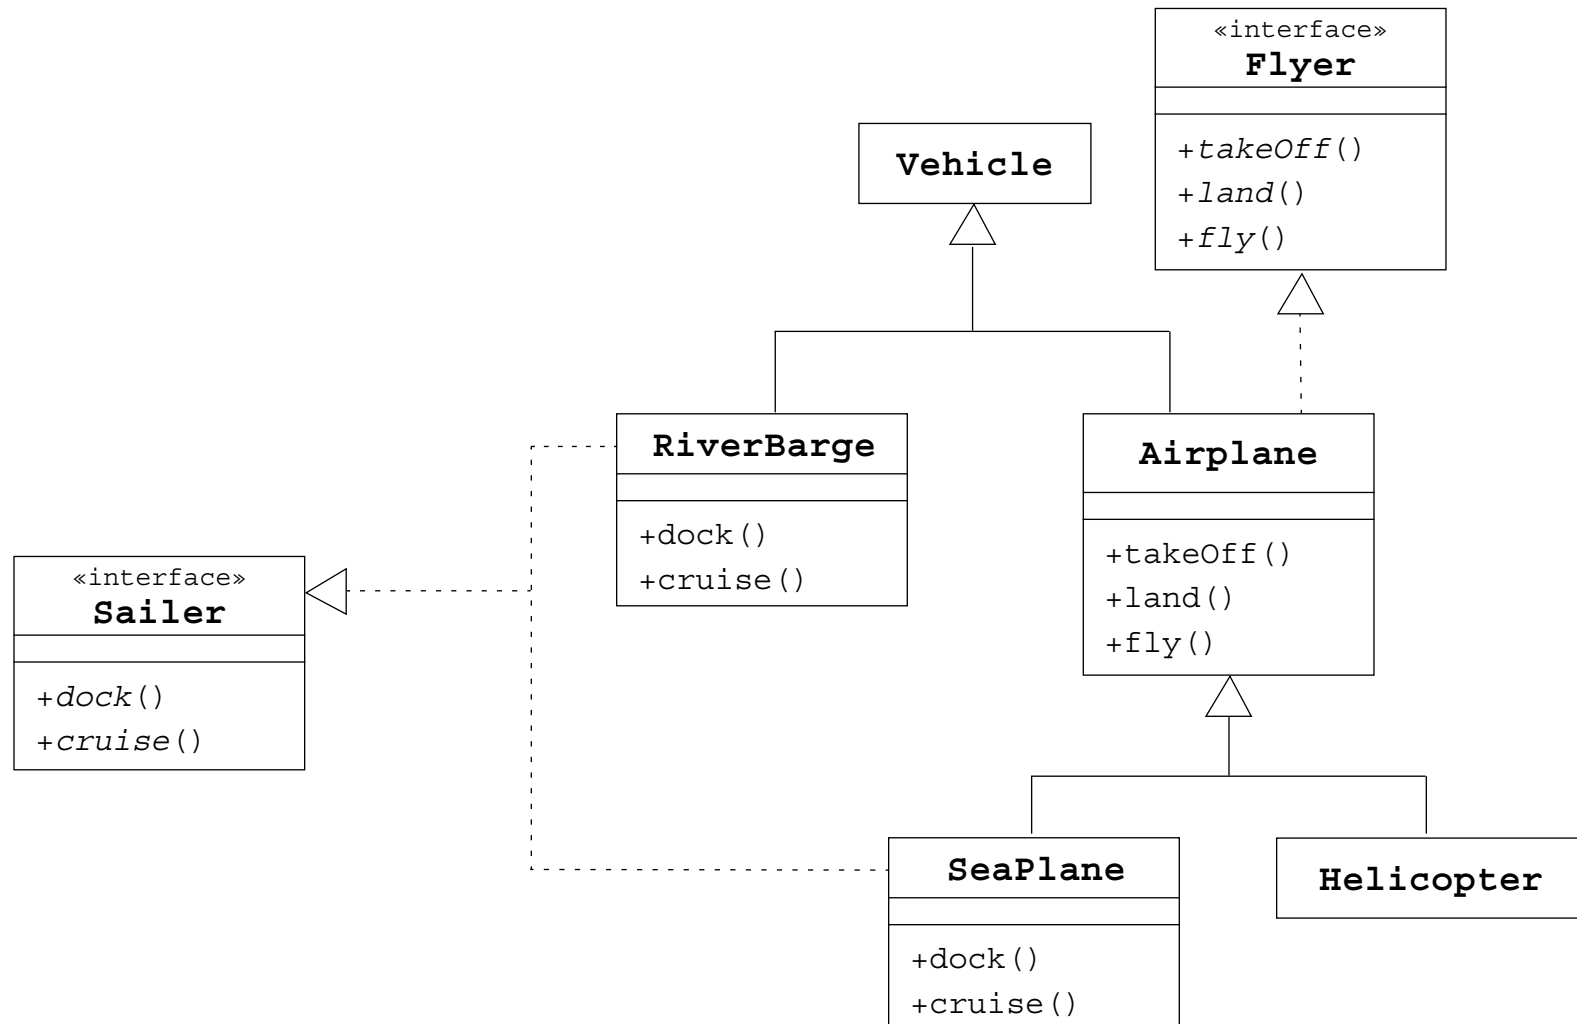 «interface»
Flyer
+takeOff()
+land()
+fly()
Vehicle
RiverBarge
+dock()
+cruise()
Airplane
+takeOff()
+land()
+fly()
«interface»
Sailer
+dock()
+cruise()
SeaPlane
+dock()
+cruise()
Helicopter